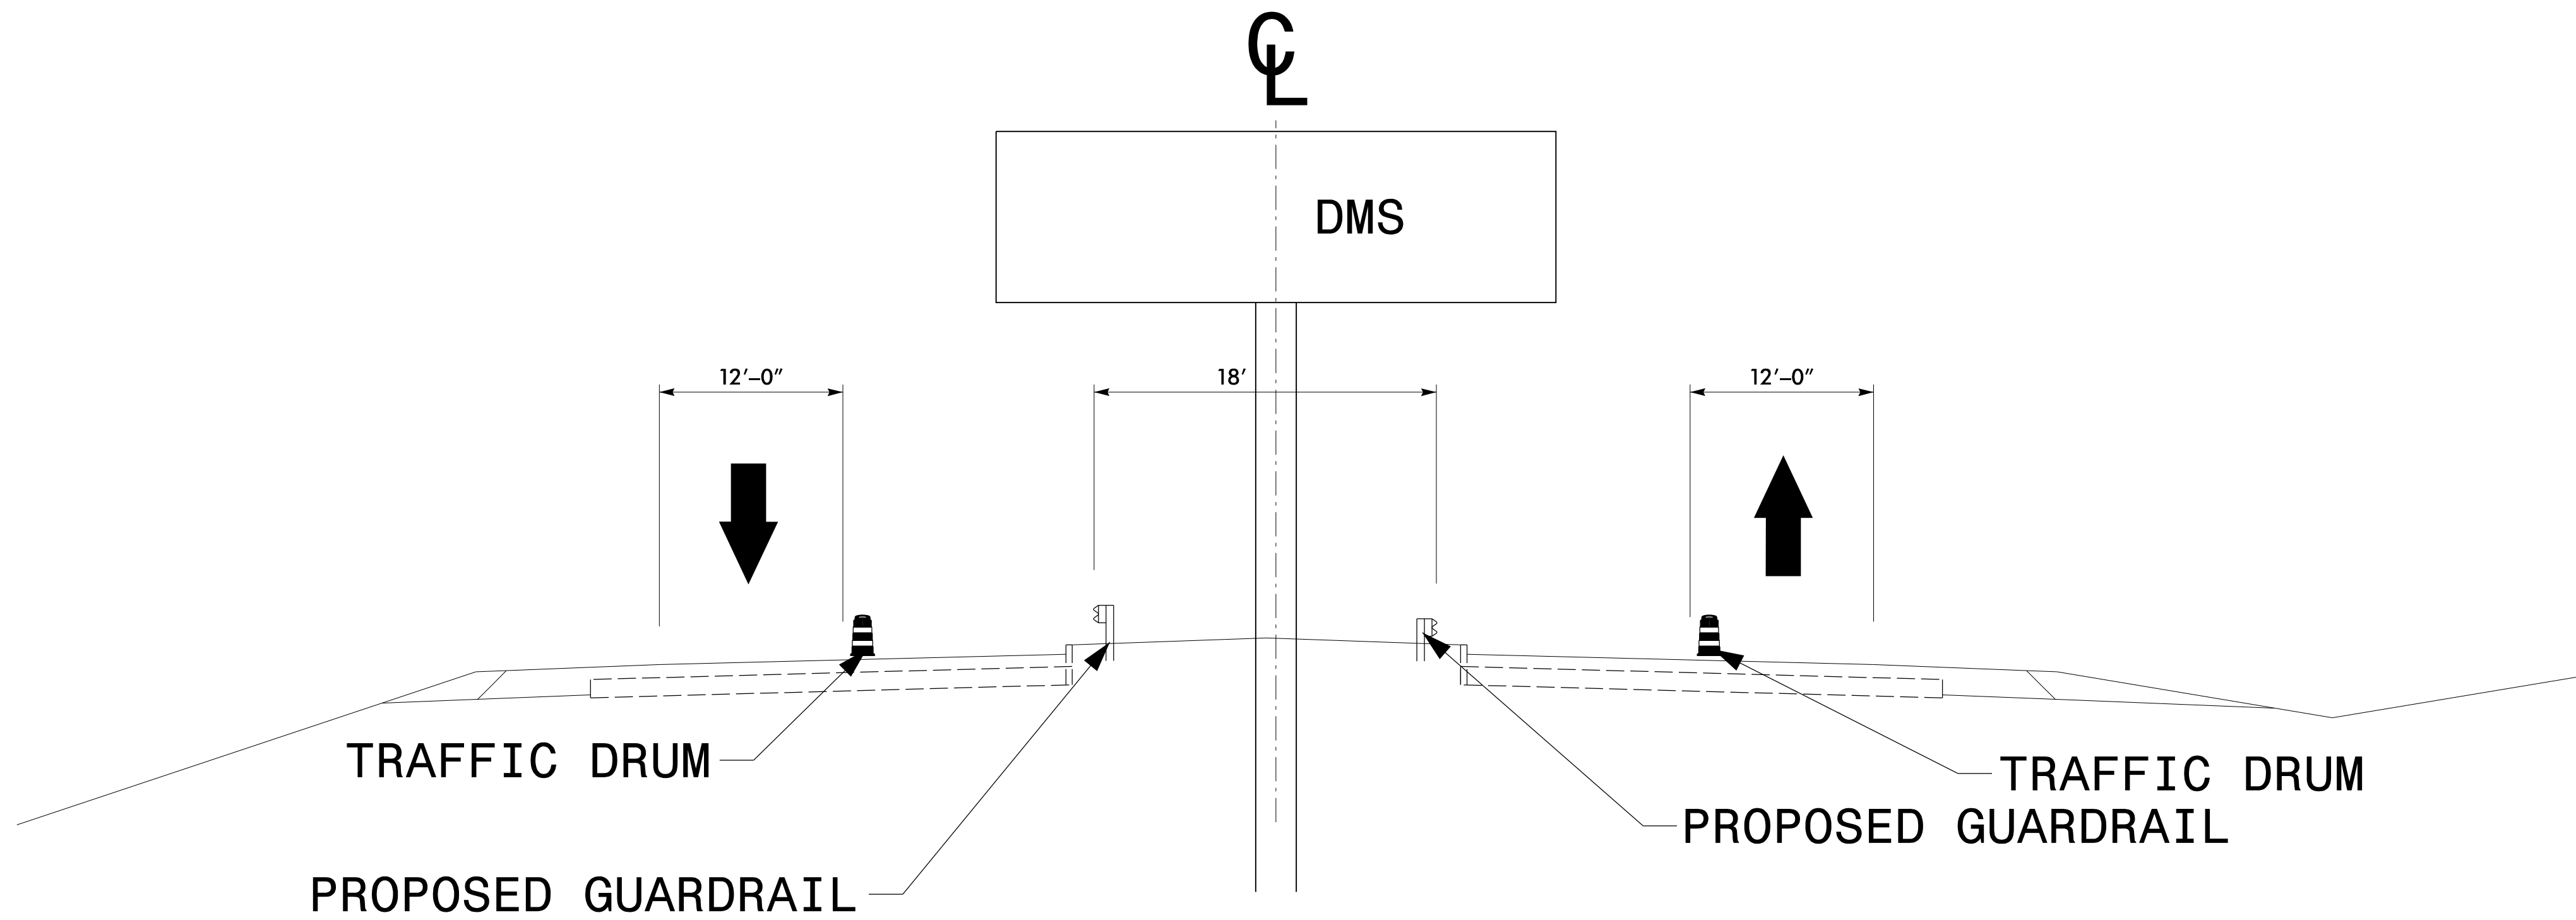 CL
DMS
12'-0"
18'
12'-0"
TRAFFIC DRUM
TRAFFIC DRUM
PROPOSED GUARDRAIL
PROPOSED GUARDRAIL